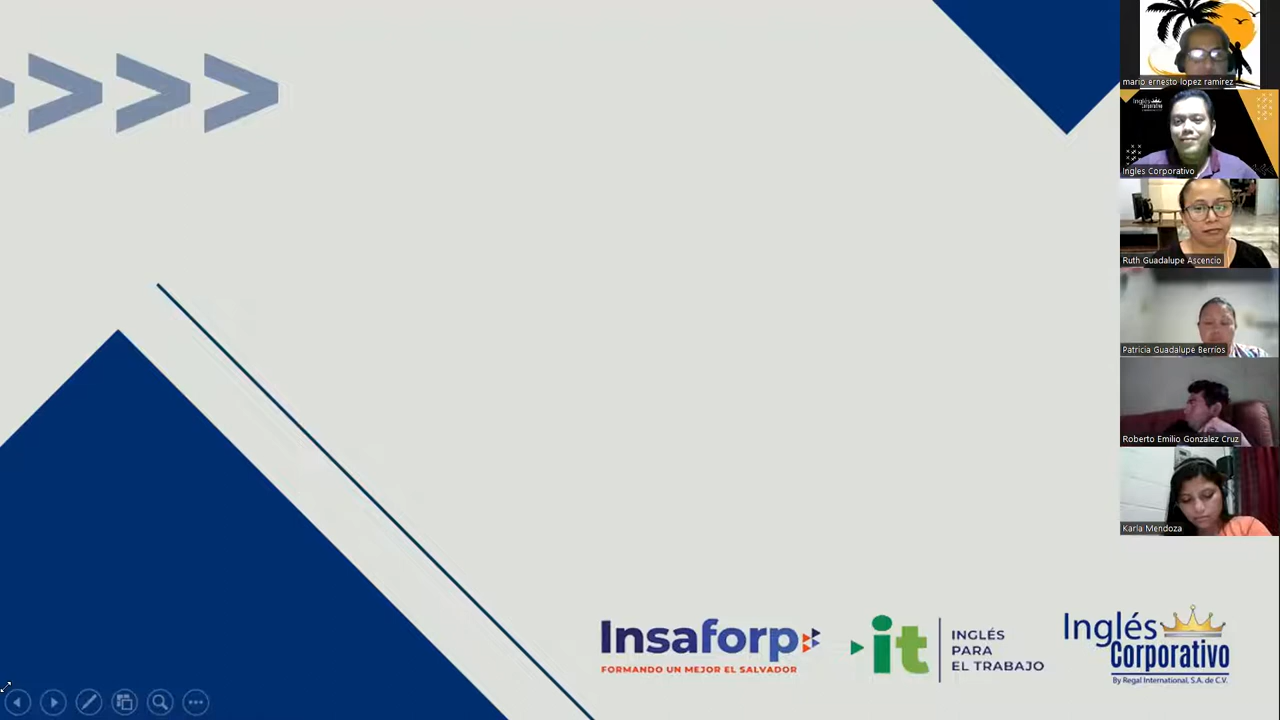 mario ernesto lopez ramirez
Ingles Corporativo
Ruth Guadalupe Ascencio
Patricia Guadalupe Berríos
Roberto Emilio Gonzalez Cruz
Karla Mendoza
Insaforp
FORMANDO UN MEJOR EL SALVADOR
it
INGLÉS
PARA
EL TRABAJO
Inglés
Corporativo
By Regal International, S.A. de C.V.